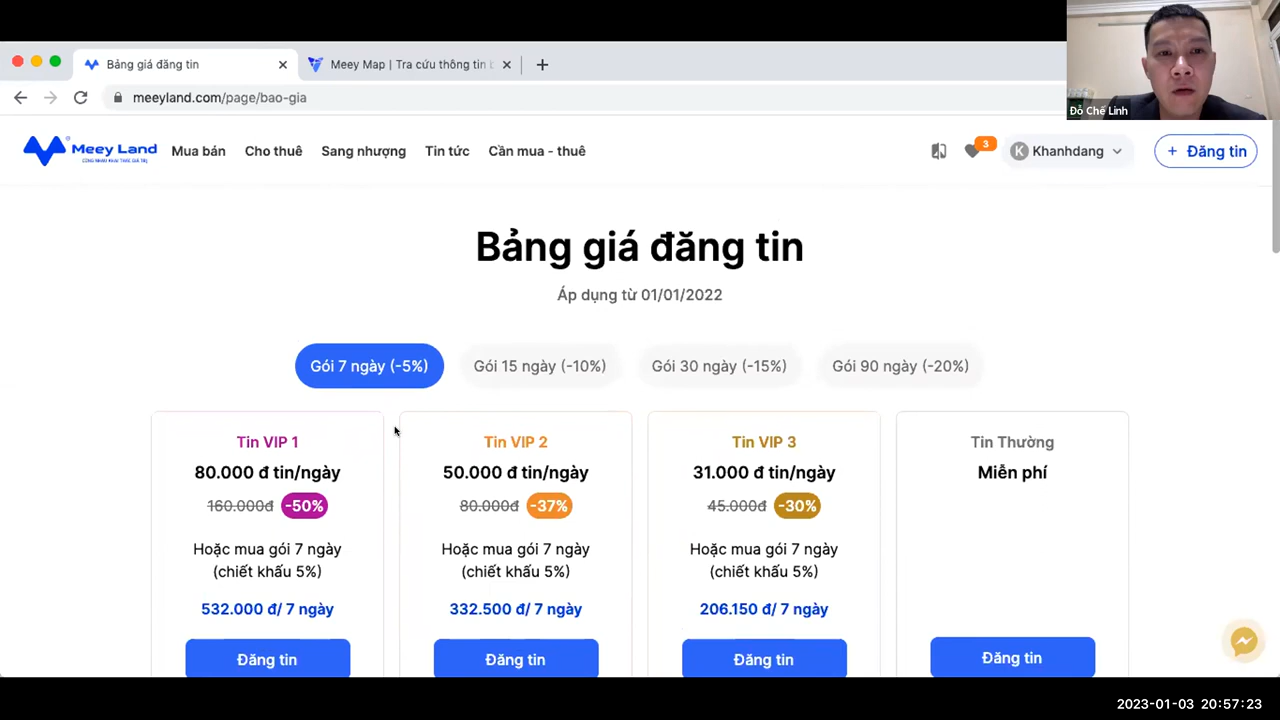 Bảng giá đăng tin
Meey Map | Tra cứu thông tin b
meeyland.com/page/bao-gia
Đỗ Chế Linh
Meey Land
Mua bán
Cho thuê
Sang nhượng
Tin tức
Cần mua - thuê
3
K Khanhdang
+ Đăng tin
Bảng giá đăng tin
Áp dụng từ 01/01/2022
Gói 7 ngày (-5%)
Gói 15 ngày (-10%)
Gói 30 ngày (-15%)
Gói 90 ngày (-20%)
Tin VIP 1
80.000 đ tin/ngày
160.000đ -50%
Hoặc mua gói 7 ngày
(chiết khấu 5%)
532.000 đ/ 7 ngày
Đăng tin
Tin VIP 2
50.000 đ tin/ngày
80.000đ -37%
Hoặc mua gói 7 ngày
(chiết khấu 5%)
332.500 đ/ 7 ngày
Đăng tin
Tin VIP 3
31.000 đ tin/ngày
45.000đ -30%
Hoặc mua gói 7 ngày
(chiết khấu 5%)
206.150 đ/ 7 ngày
Đăng tin
Tin Thường
Miễn phí
Đăng tin
2023-01-03 20:57:23